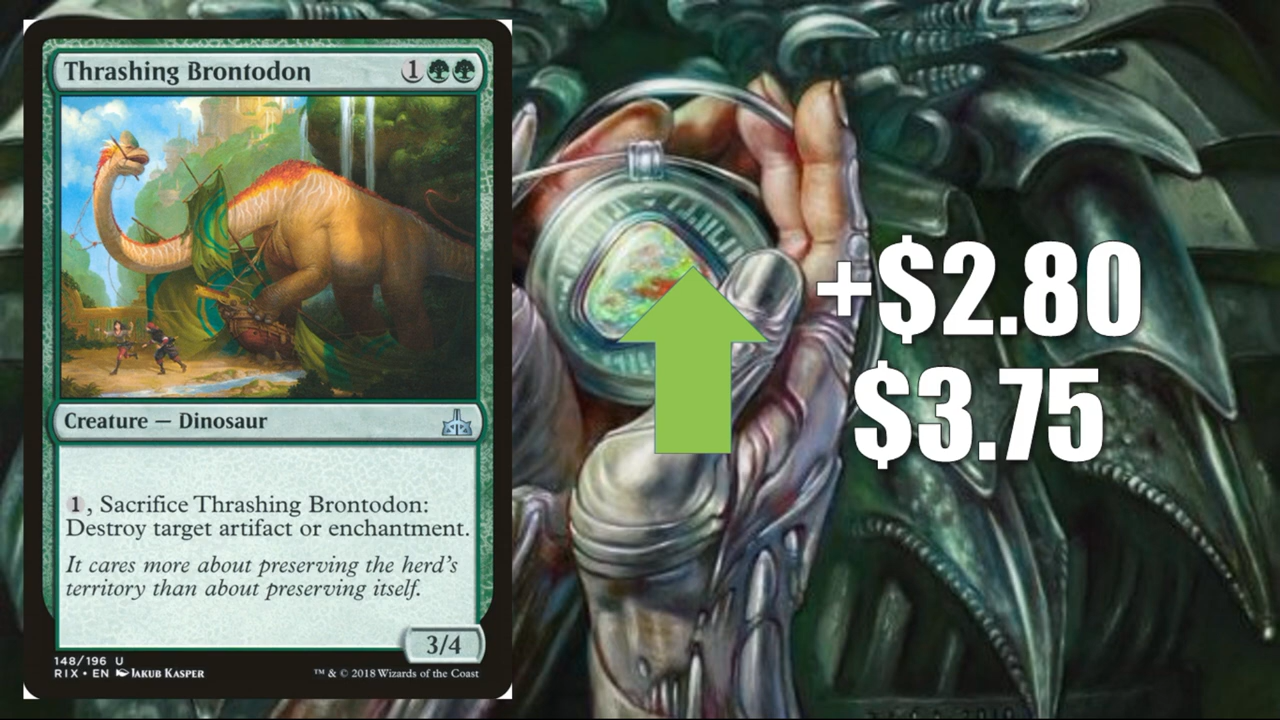 Thrashing Brontodon 1
Creature — Dinosaur
1, Sacrifice Thrashing Brontodon:
Destroy target artifact or enchantment.
It cares more about preserving the herd's
territory than about preserving itself.
3/4
148/196 U
RIX • EN JAKUB KASPER
™ & © 2018 Wizards of the Coast
+$2.80
$3.75